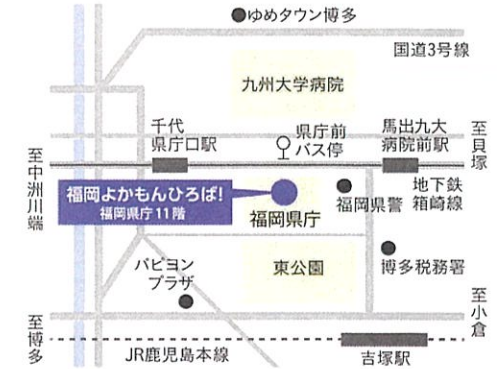 ゆめタウン博多
国道3号線
九州大学病院
千代
県庁口駅
県庁前
バス停
馬出九大
病院前駅
至貝塚
至中洲川端
福岡よかもんひろば!
福岡県庁11階
福岡県庁
福岡県警
地下鉄
箱崎線
パピヨン
プラザ
東公園
博多税務署
至博多
JR鹿児島本線
吉塚駅
至小倉